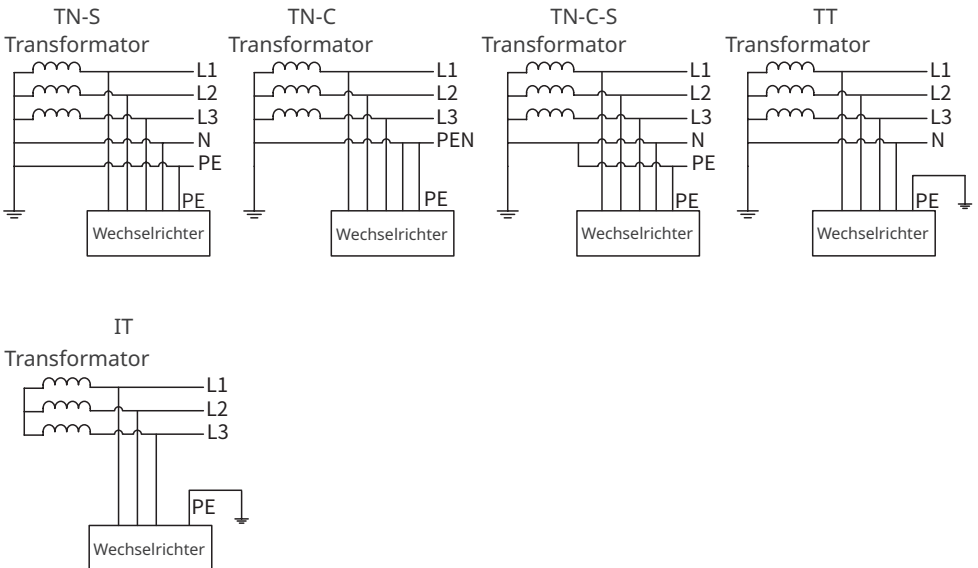 TN-S
Transformator
L1
L2
L3
N
PE
PE
Wechselrichter
TN-C
Transformator
L1
L2
L3
PEN
PE
Wechselrichter
TN-C-S
Transformator
L1
L2
L3
N
PE
PE
Wechselrichter
TT
Transformator
L1
L2
L3
N
PE
Wechselrichter
IT
Transformator
L1
L2
L3
PE
Wechselrichter